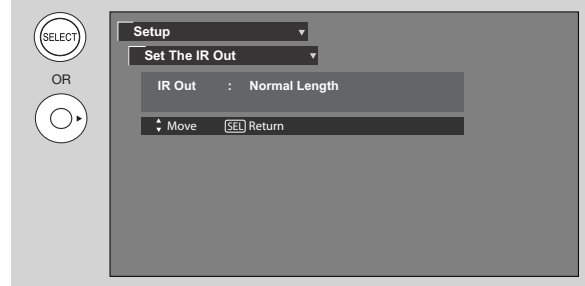 SELECT
OR
Setup
Set The IR Out
IR Out : Normal Length
Move SEL Return